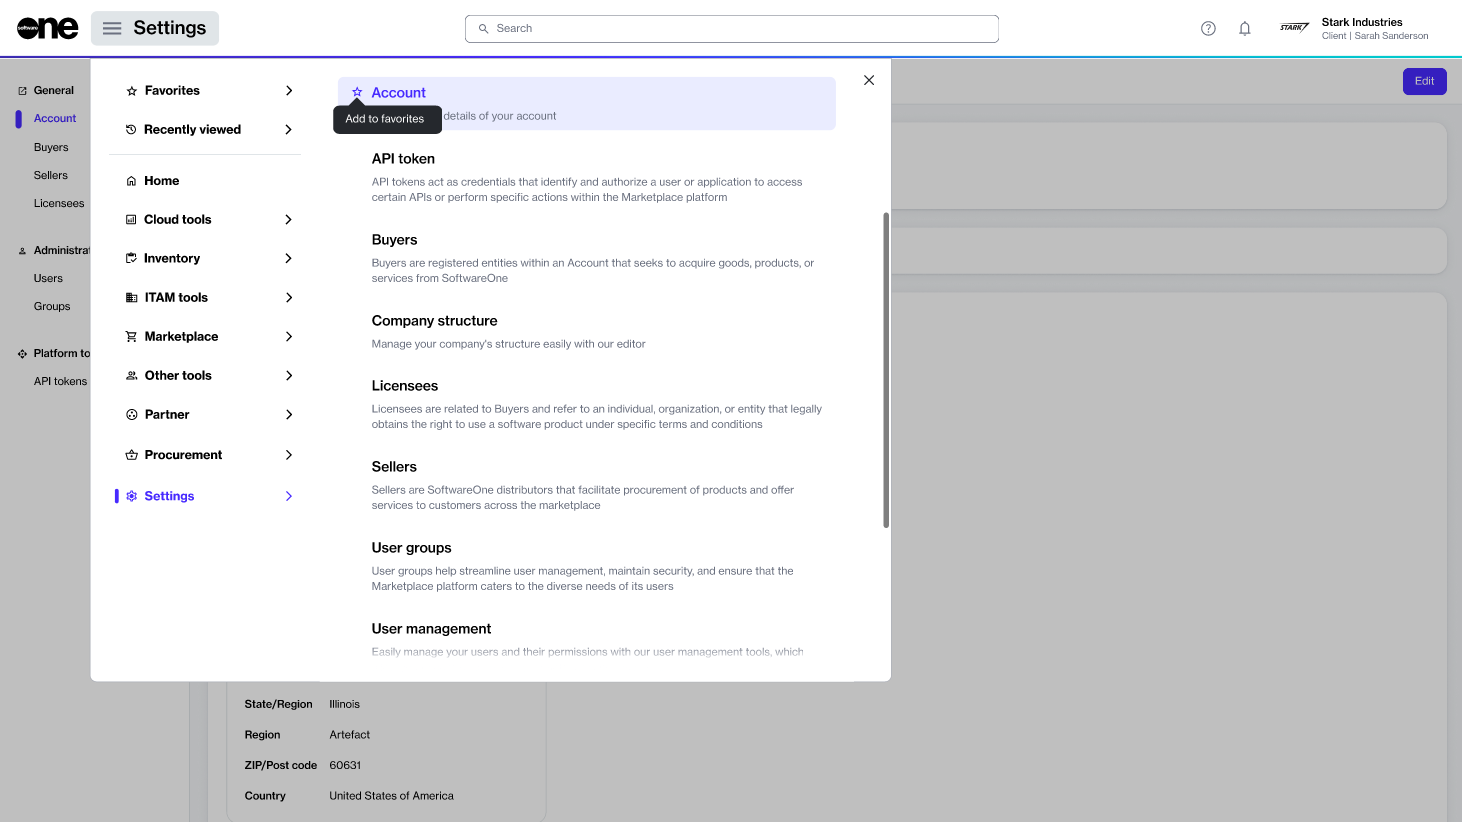 software one
Settings
Search
STARK
Stark Industries
Client | Sarah Sanderson
Edit
General
Account
Buyers
Sellers
Licensees
Administrat
Users
Groups
Platform to
API tokens
Favorites
Recently viewed
Home
Cloud tools
Inventory
ITAM tools
Marketplace
Other tools
Partner
Procurement
Settings
Account
Add to favorites
details of your account
API token
API tokens act as credentials that identify and authorize a user or application to access
certain APIs or perform specific actions within the Marketplace platform
Buyers
Buyers are registered entities within an Account that seeks to acquire goods, products, or
services from SoftwareOne
Company structure
Manage your company's structure easily with our editor
Licensees
Licensees are related to Buyers and refer to an individual, organization, or entity that legally
obtains the right to use a software product under specific terms and conditions
Sellers
Sellers are SoftwareOne distributors that facilitate procurement of products and offer
services to customers across the marketplace
User groups
User groups help streamline user management, maintain security, and ensure that the
Marketplace platform caters to the diverse needs of its users
User management
Easily manage your users and their permissions with our user management tools, which
State/Region Illinois
Region Artefact
ZIP/Post code 60631
Country United States of America